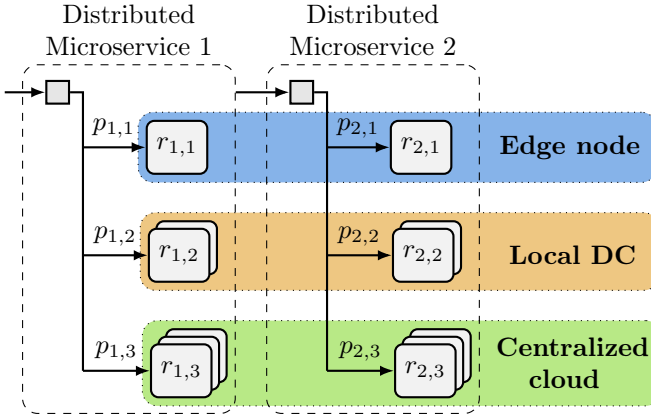 Distributed
Microservice 1
Distributed
Microservice 2
p1,1
r1,1
p2,1
r2,1
Edge node
p1,2
r1,2
p2,2
r2,2
Local DC
p1,3
r1,3
p2,3
r2,3
Centralized
cloud